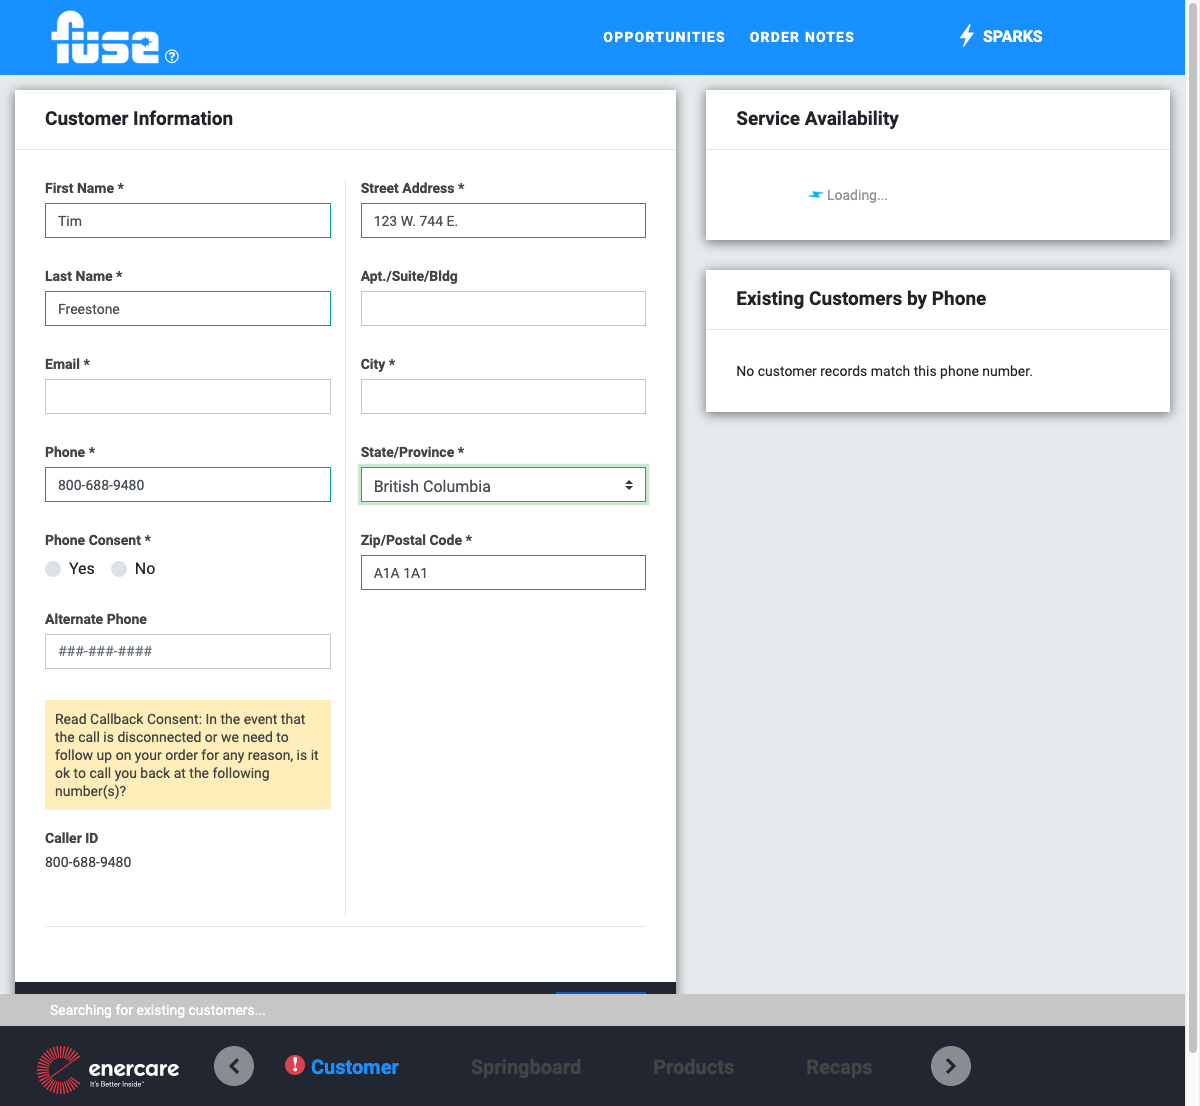 fuse
?
OPPORTUNITIES
ORDER NOTES
SPARKS
Customer Information
First Name *
Tim
Last Name *
Freestone
Email *
Phone *
800-688-9480
Phone Consent *
Yes
No
Alternate Phone
###-###-####
Read Callback Consent: In the event that
the call is disconnected or we need to
follow up on your order for any reason, is it
ok to call you back at the following
number(s)?
Caller ID
800-688-9480
Street Address *
123 W. 744 E.
Apt./Suite/Bldg
City *
State/Province *
British Columbia
Zip/Postal Code *
A1A 1A1
Service Availability
Loading...
Existing Customers by Phone
No customer records match this phone number.
Searching for existing customers...
enercare
It's Better Inside™
Customer
Springboard
Products
Recaps